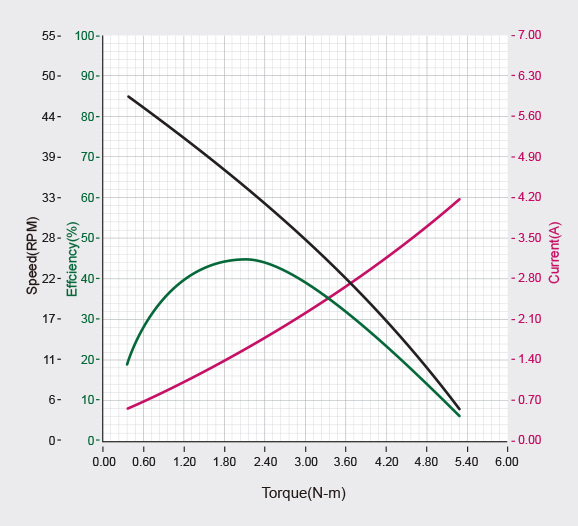 55- 100- - 7.00
50- 90- - 6.30
44- 80- - 5.60
39- 70- - 4.90
33- 60- - 4.20
28- 50- - 3.50
22- 40- - 2.80
17- 30- - 2.10
11- 20- - 1.40
6- 10- - 0.70
0- 0- - 0.00
Speed(RPM)
Effciency(%)
Current(A)
0.00 0.60 1.20 1.80 2.40 3.00 3.60 4.20 4.80 5.40 6.00
Torque(N-m)